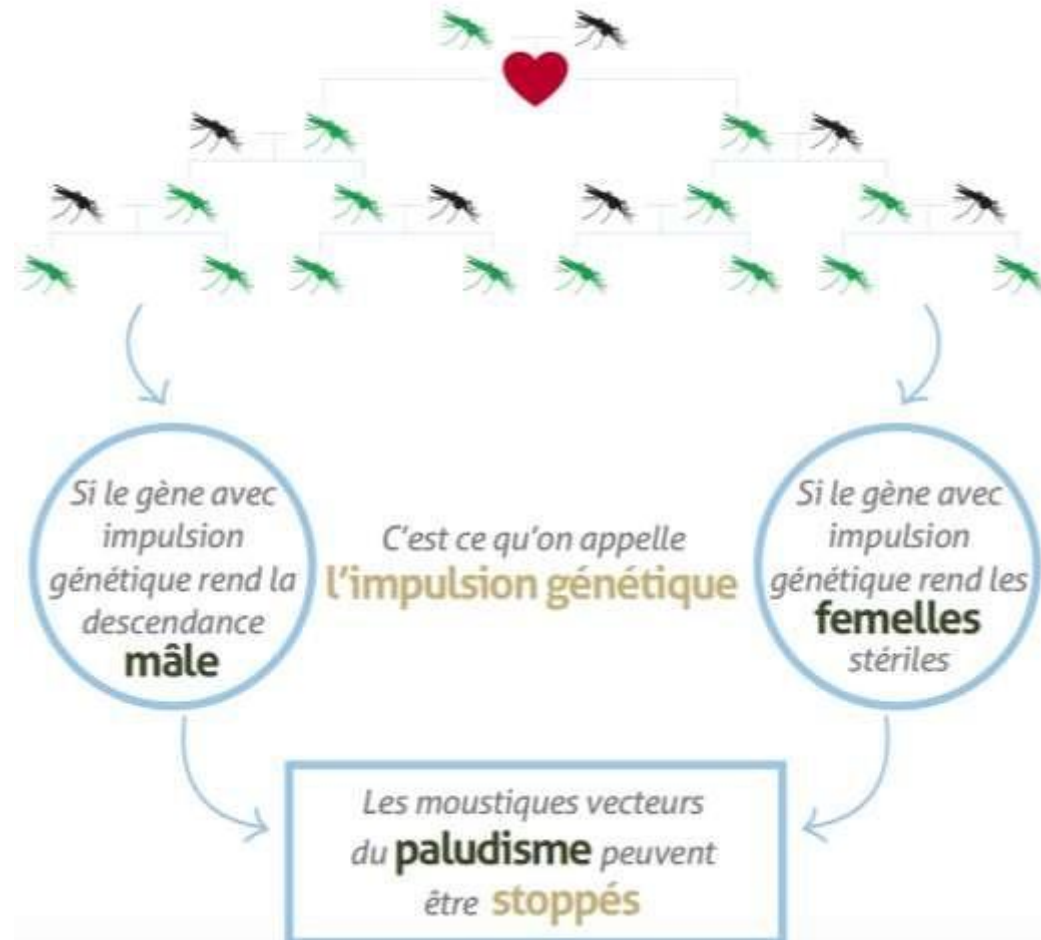 Si le gène avec
impulsion
génétique rend la
descendance
mâle
C'est ce qu'on appelle
l'impulsion génétique
Si le gène avec
impulsion
génétique rend les
femelles
stériles
Les moustiques vecteurs
du paludisme peuvent
être stoppés